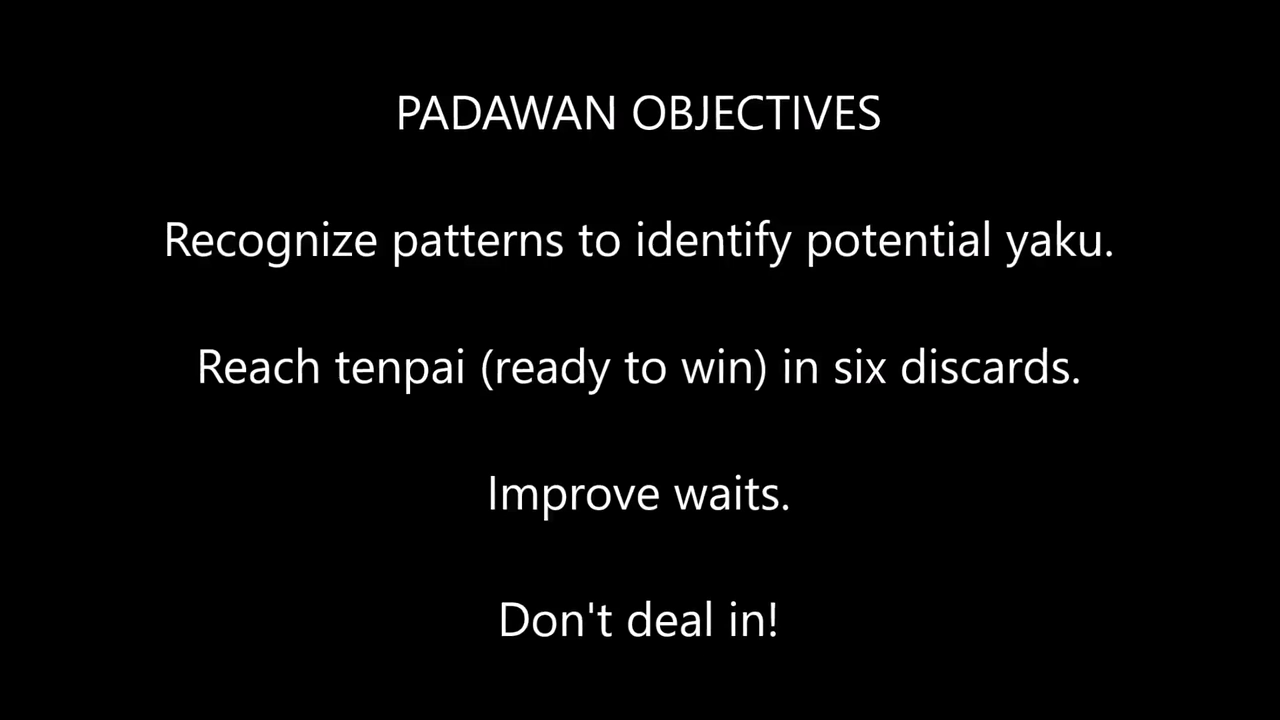 PADAWAN OBJECTIVES
Recognize patterns to identify potential yaku.
Reach tenpai (ready to win) in six discards.
Improve waits.
Don't deal in!